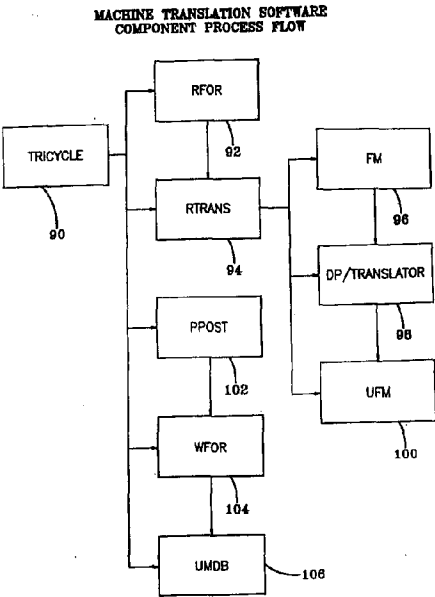 MACHINE TRANSLATION SOFTWARE
COMPONENT PROCESS FLOW
RFOR
92
TRICYCLE
90
FM
96
RTRANS
94
DP/TRANSLATOR
98
PPOST
102
UFM
100
WFOR
104
UMDB
106